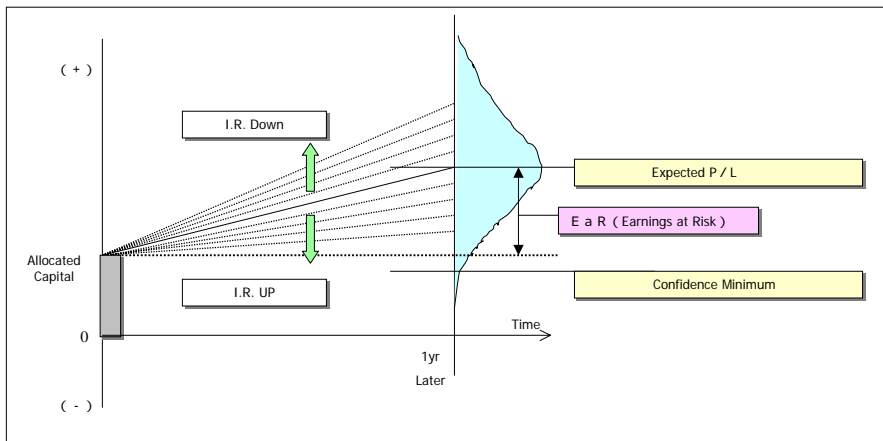 ( + )
I.R. Down
Expected P / L
E a R ( Earnings at Risk )
Allocated
Capital
I.R. UP
Confidence Minimum
0
Time
1yr
Later
( - )